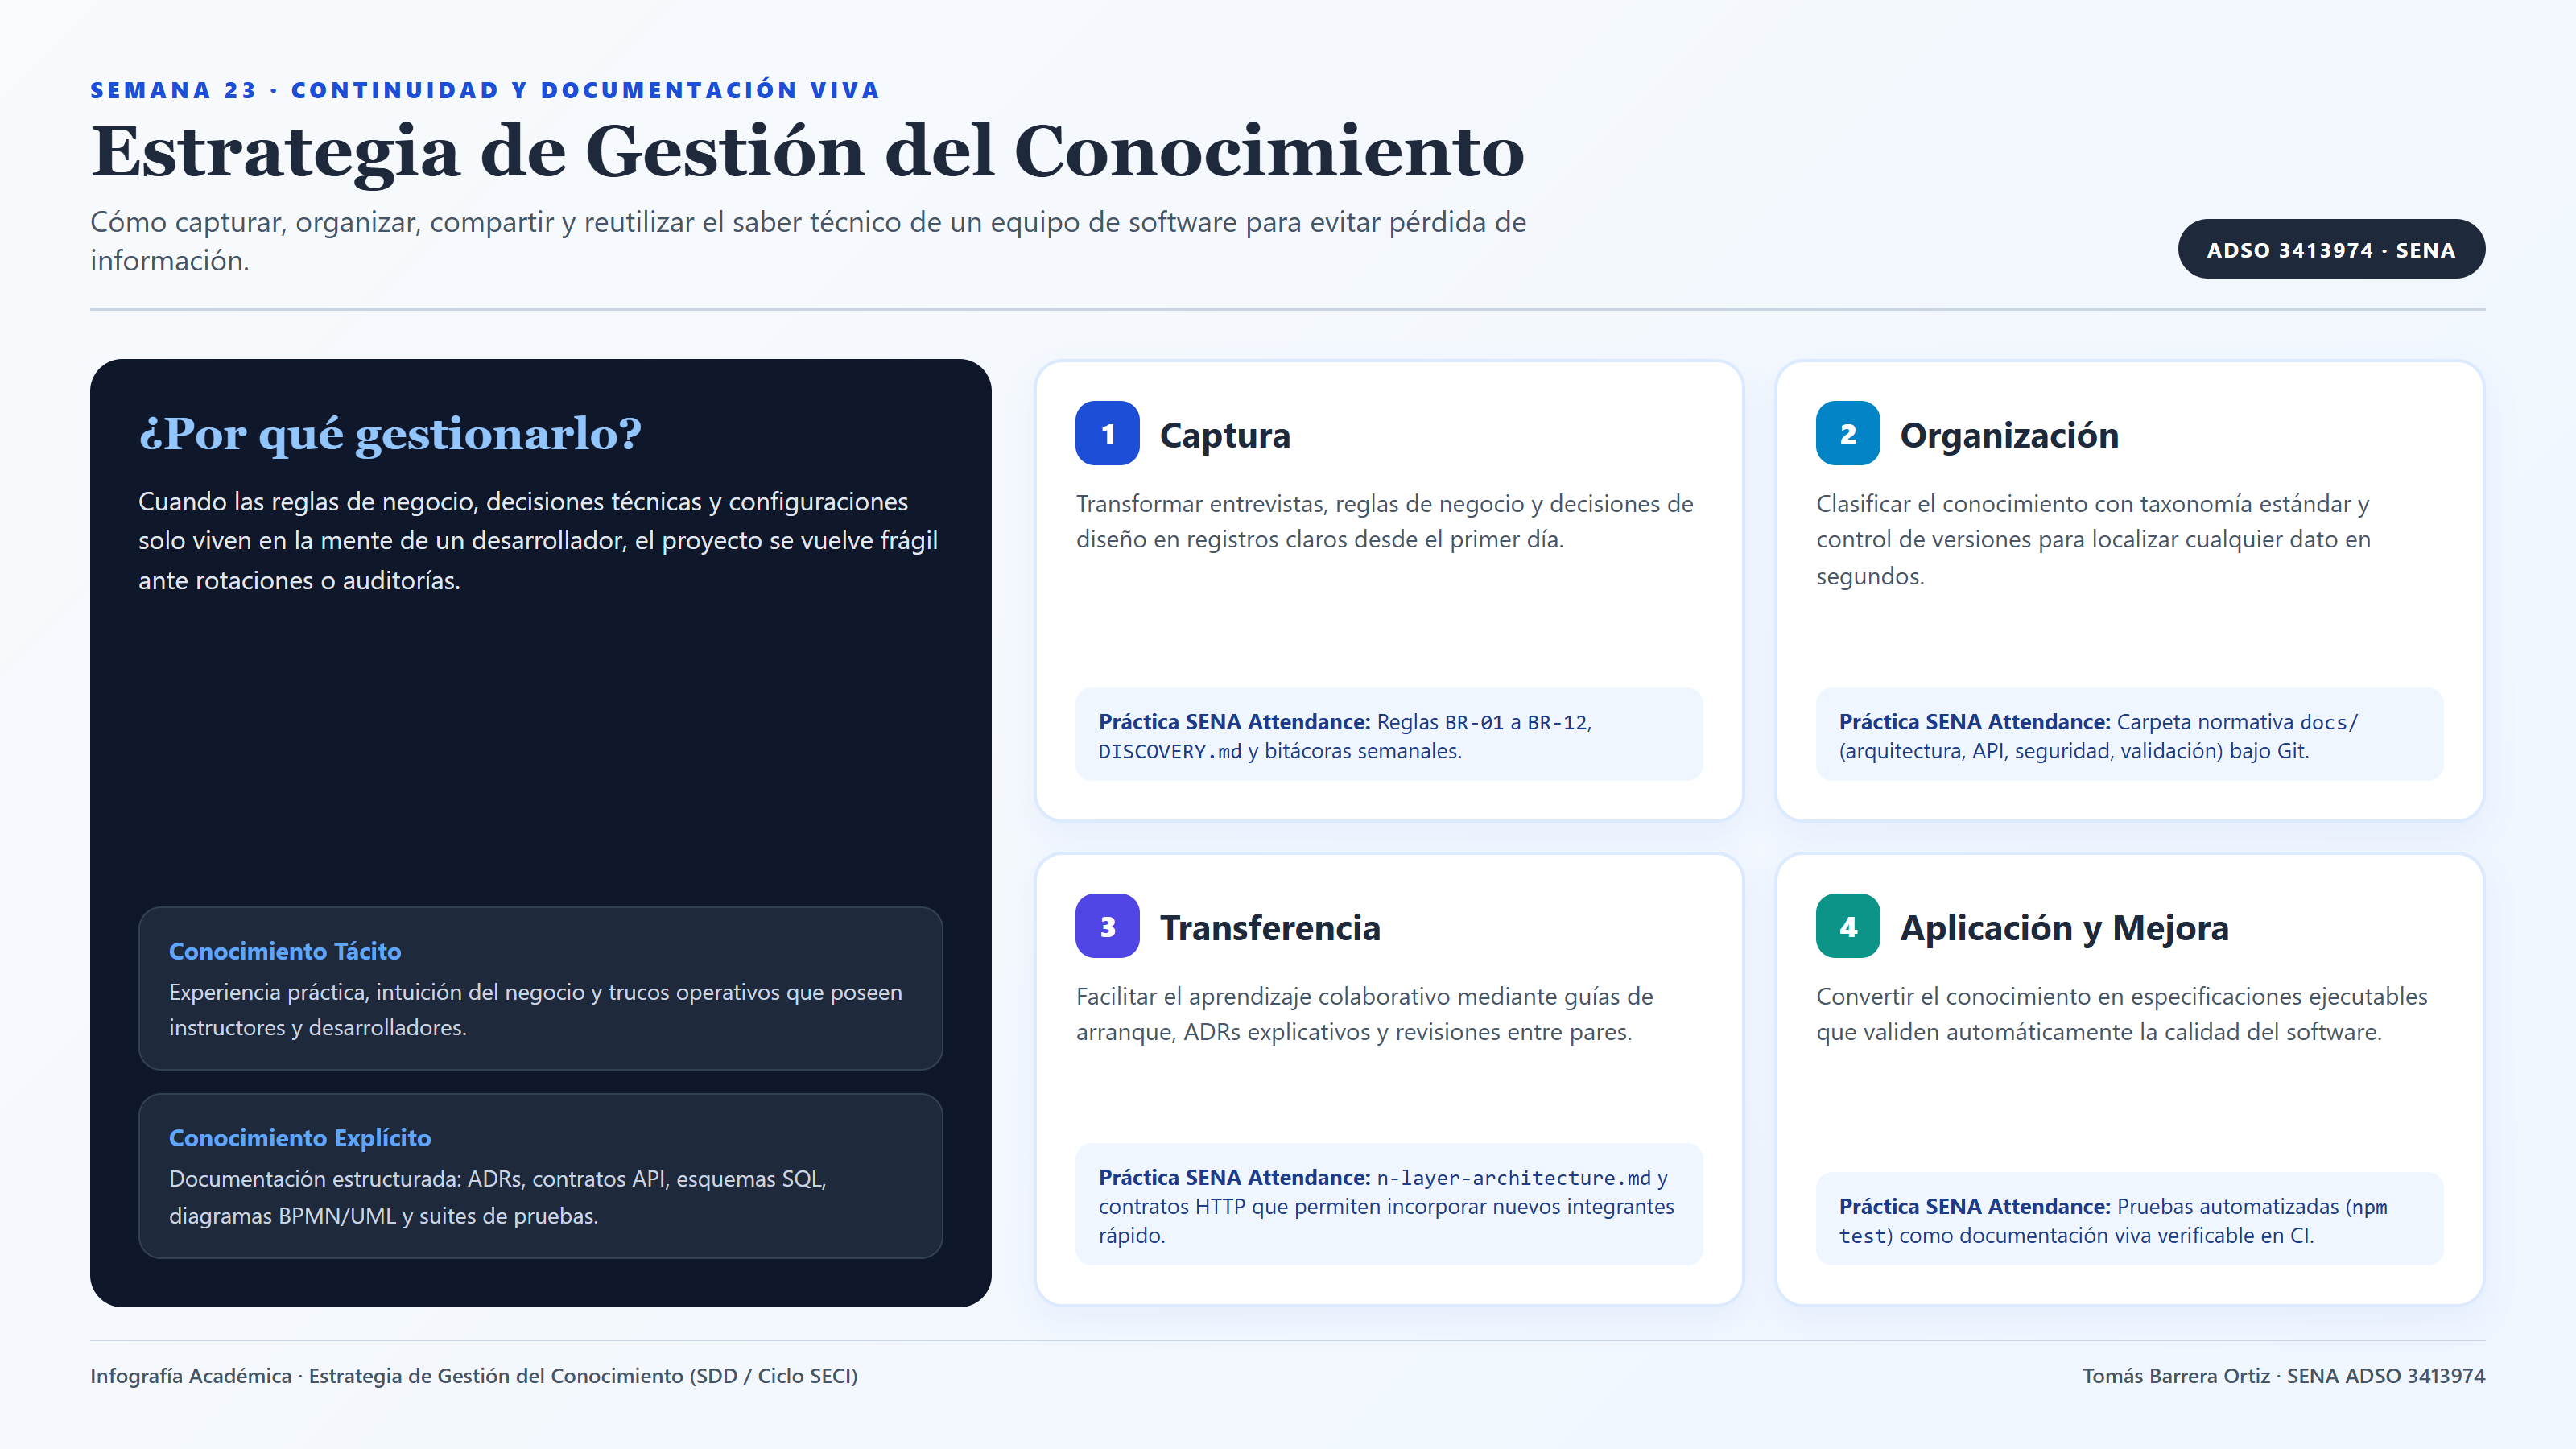 SEMANA 23 · CONTINUIDAD Y DOCUMENTACIÓN VIVA
Estrategia de Gestión del Conocimiento
Cómo capturar, organizar, compartir y reutilizar el saber técnico de un equipo de software para evitar pérdida de
información.
ADSO 3413974 · SENA
¿Por qué gestionarlo?
Cuando las reglas de negocio, decisiones técnicas y configuraciones
solo viven en la mente de un desarrollador, el proyecto se vuelve frágil
ante rotaciones o auditorías.
Conocimiento Tácito
Experiencia práctica, intuición del negocio y trucos operativos que poseen
instructores y desarrolladores.
Conocimiento Explícito
Documentación estructurada: ADRs, contratos API, esquemas SQL,
diagramas BPMN/UML y suites de pruebas.
1
Captura
Transformar entrevistas, reglas de negocio y decisiones de
diseño en registros claros desde el primer día.
Práctica SENA Attendance: Reglas BR-01 a BR-12,
DISCOVERY.md y bitácoras semanales.
2
Organización
Clasificar el conocimiento con taxonomía estándar y
control de versiones para localizar cualquier dato en
segundos.
Práctica SENA Attendance: Carpeta normativa docs/
(arquitectura, API, seguridad, validación) bajo Git.
3
Transferencia
Facilitar el aprendizaje colaborativo mediante guías de
arranque, ADRs explicativos y revisiones entre pares.
Práctica SENA Attendance: n-layer-architecture.md y
contratos HTTP que permiten incorporar nuevos integrantes
rápido.
4
Aplicación y Mejora
Convertir el conocimiento en especificaciones ejecutables
que validen automáticamente la calidad del software.
Práctica SENA Attendance: Pruebas automatizadas (npm
test) como documentación viva verificable en CI.
Infografía Académica · Estrategia de Gestión del Conocimiento (SDD / Ciclo SECI)
Tomás Barrera Ortiz · SENA ADSO 3413974